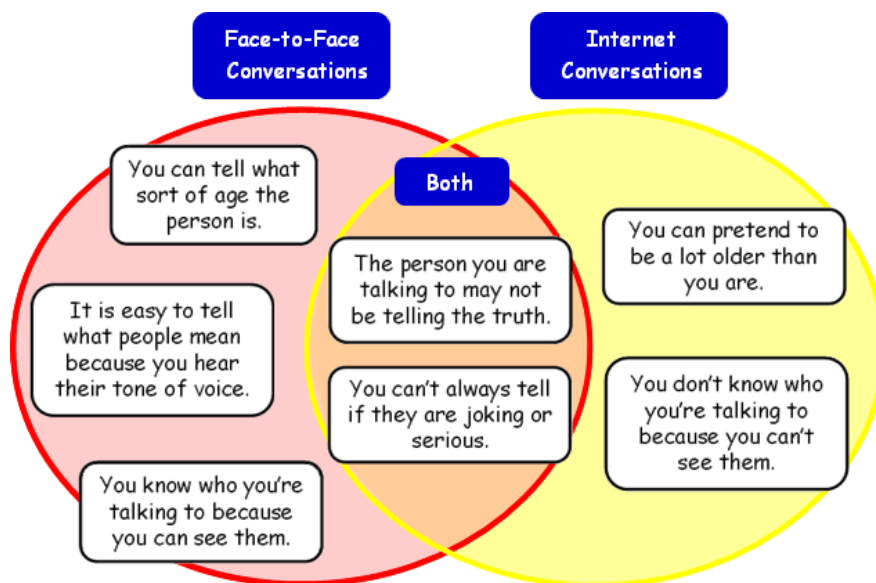 Face-to-Face
Conversations
Internet
Conversations
Both
You can tell what
sort of age the
person is.
It is easy to tell
what people mean
because you hear
their tone of voice.
You know who you're
talking to because
you can see them.
The person you are
talking to may not
be telling the truth.
You can't always tell
if they are joking or
serious.
You can pretend to
be a lot older than
you are.
You don't know who
you're talking to
because you can't
see them.